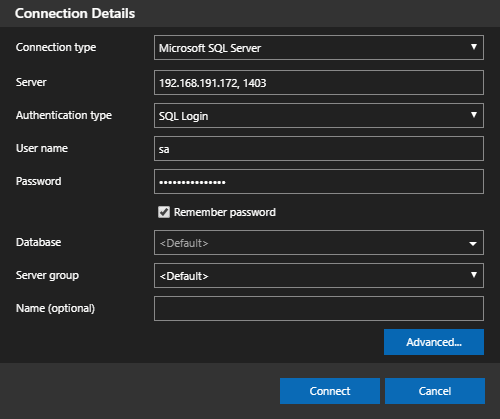 Connection Details
Connection type Microsoft SQL Server
Server 192.168.191.172, 1403
Authentication type SQL Login
User name sa
Password •••••••••••••••
Remember password
Database <Default>
Server group <Default>
Name (optional)
Advanced...
Connect Cancel